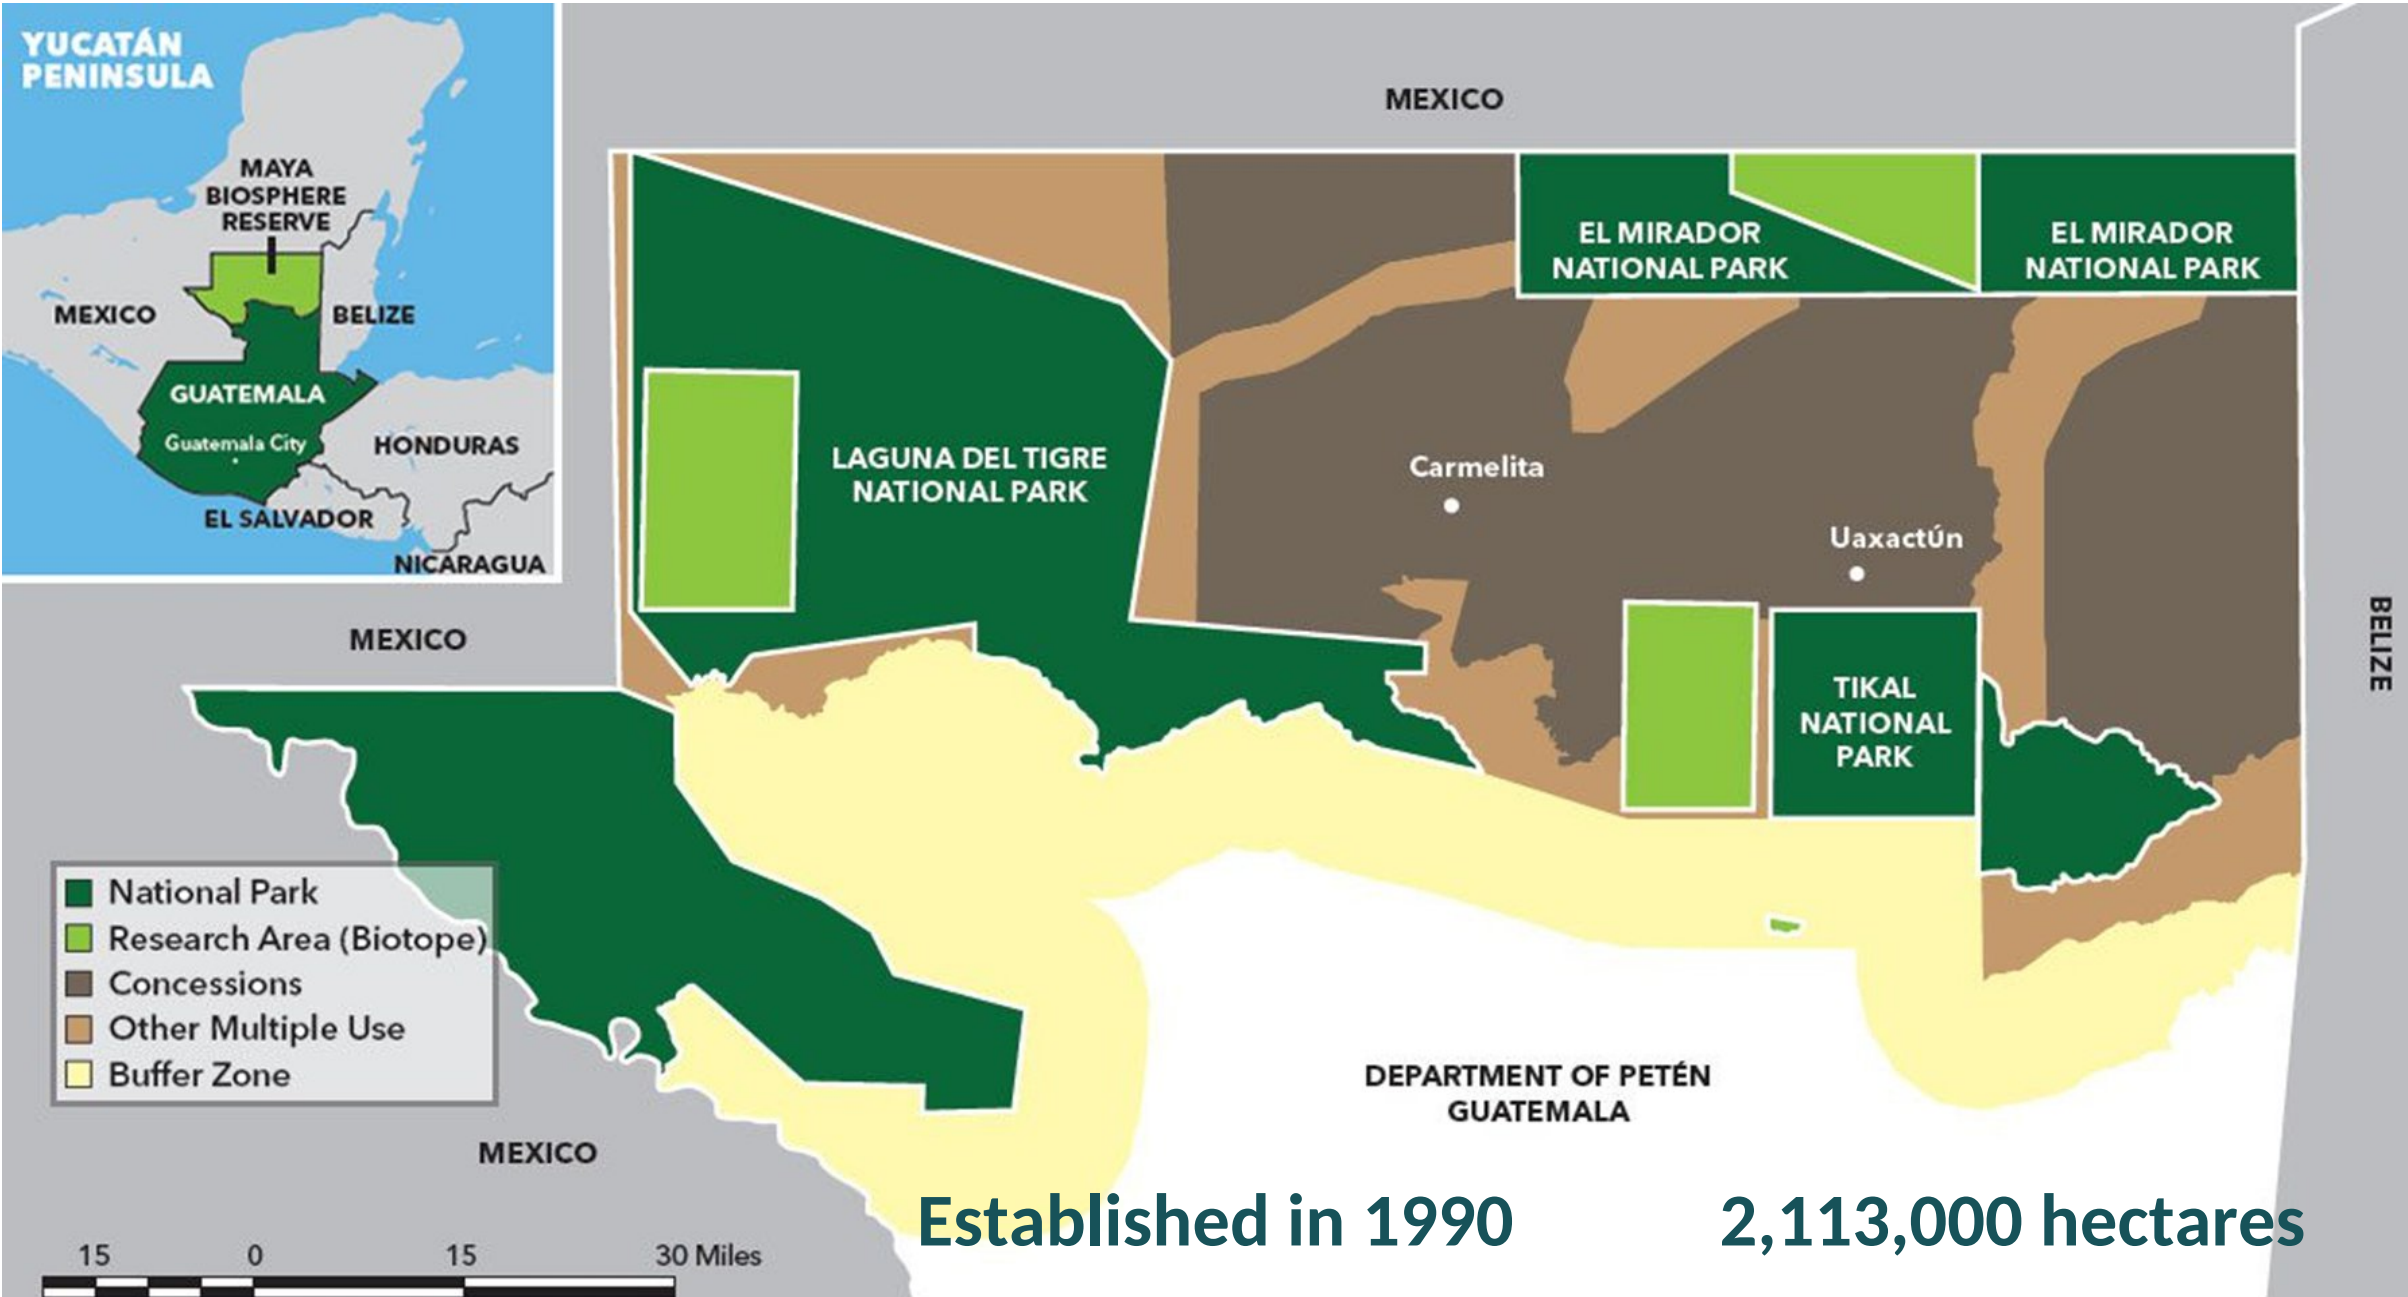 YUCATÁN
PENINSULA
MAYA
BIOSPHERE
RESERVE
MEXICO
BELIZE
GUATEMALA
Guatemala City
HONDURAS
EL SALVADOR
NICARAGUA
MEXICO
EL MIRADOR
NATIONAL PARK
EL MIRADOR
NATIONAL PARK
LAGUNA DEL TIGRE
NATIONAL PARK
Carmelita
Uaxactún
MEXICO
BELIZE
TIKAL
NATIONAL
PARK
National Park
Research Area (Biotope)
Concessions
Other Multiple Use
Buffer Zone
DEPARTMENT OF PETÉN
GUATEMALA
MEXICO
Established in 1990
2,113,000 hectares
15 0 15 30 Miles